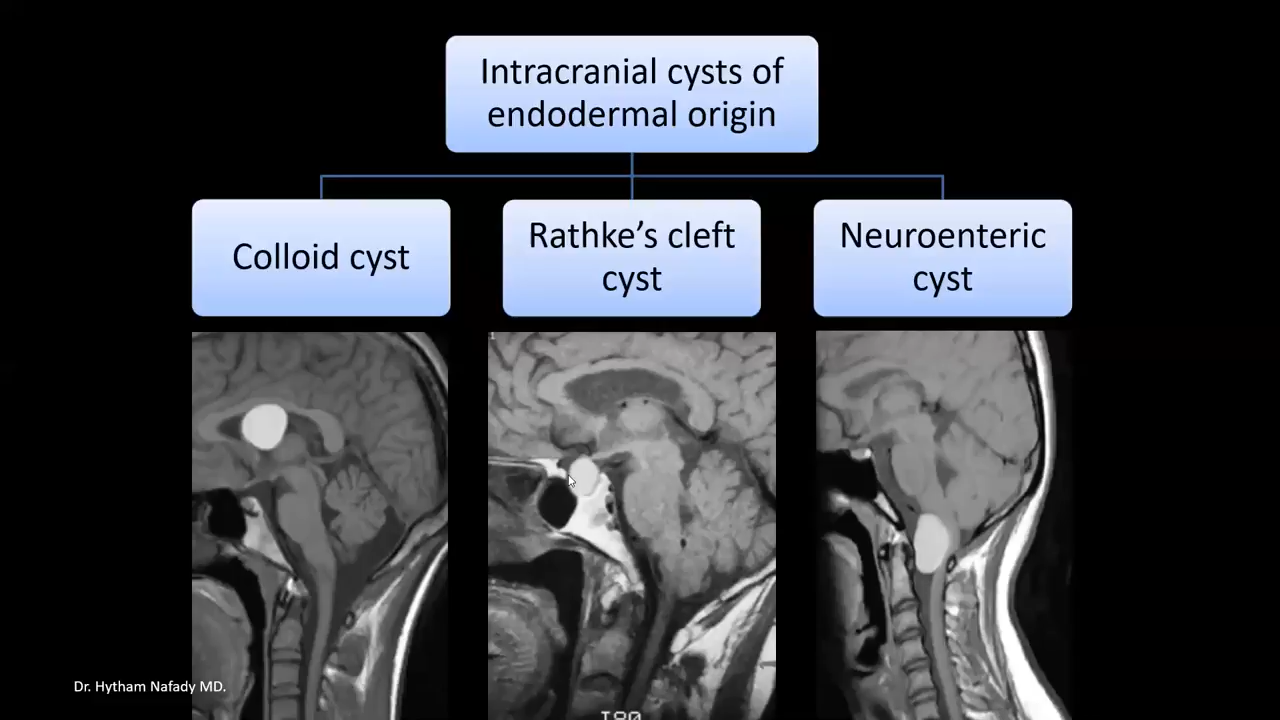 Intracranial cysts of
endodermal origin
Colloid cyst
Rathke’s cleft
cyst
Neuroenteric
cyst
Dr. Hytham Nafady MD.